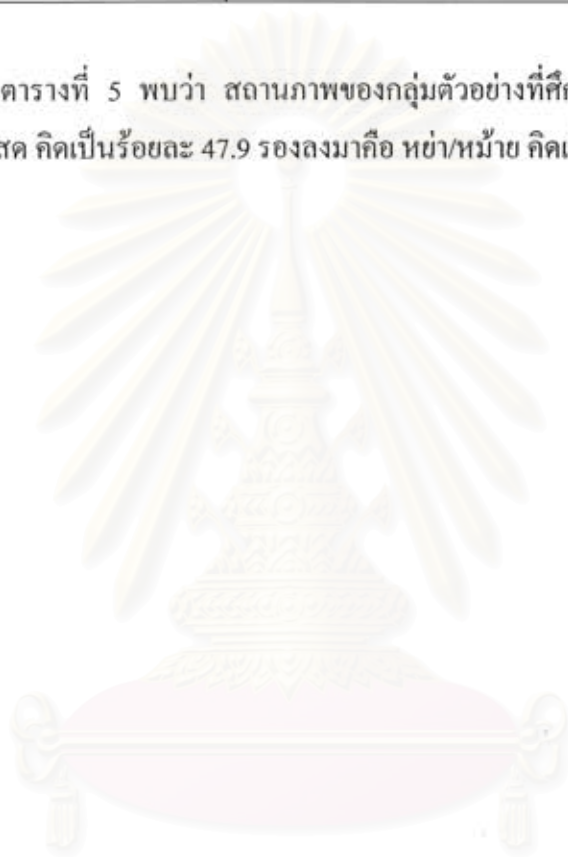 ตารางที่ 5 พบว่า สถานภาพของกลุ่มตัวอย่างที่ศึ
สด คิดเป็นร้อยละ 47.9 รองลงมาคือ หย่า/หม้าย คิดเ